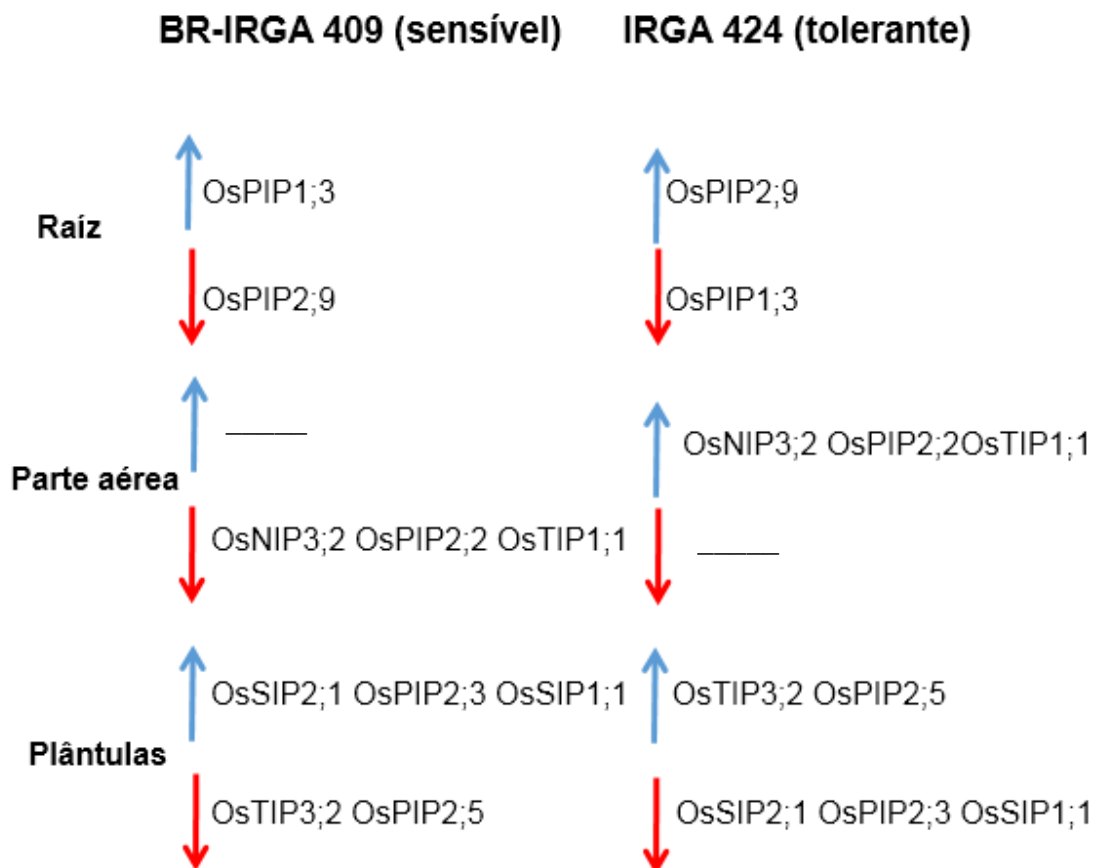 BR-IRGA 409 (sensível) IRGA 424 (tolerante)
OsPIP1;3 OsPIP2;9
Raíz
OsPIP2;9 OsPIP1;3
_____ OsNIP3;2 OsPIP2;2OsTIP1;1
Parte aérea
OsNIP3;2 OsPIP2;2 OsTIP1;1 _____
OsSIP2;1 OsPIP2;3 OsSIP1;1 OsTIP3;2 OsPIP2;5
Plântulas
OsTIP3;2 OsPIP2;5 OsSIP2;1 OsPIP2;3 OsSIP1;1